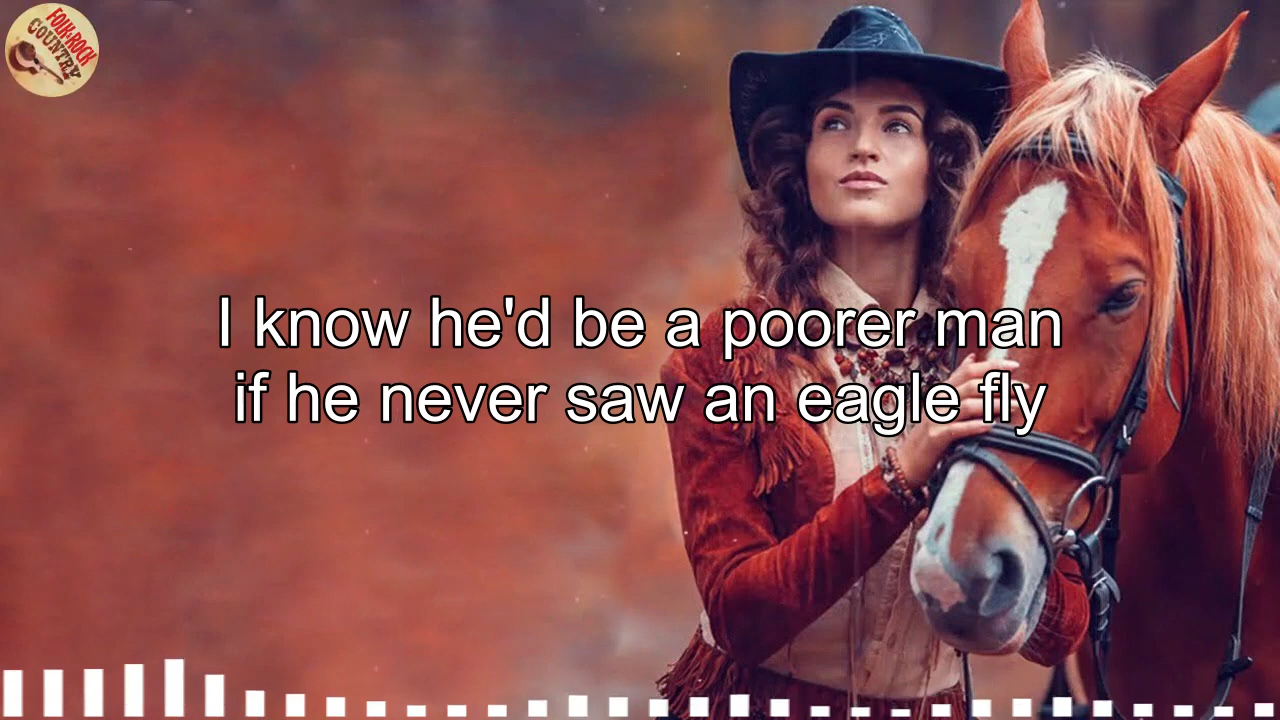 FOLK-ROCK
COUNTRY
I know he'd be a poorer man
if he never saw an eagle fly